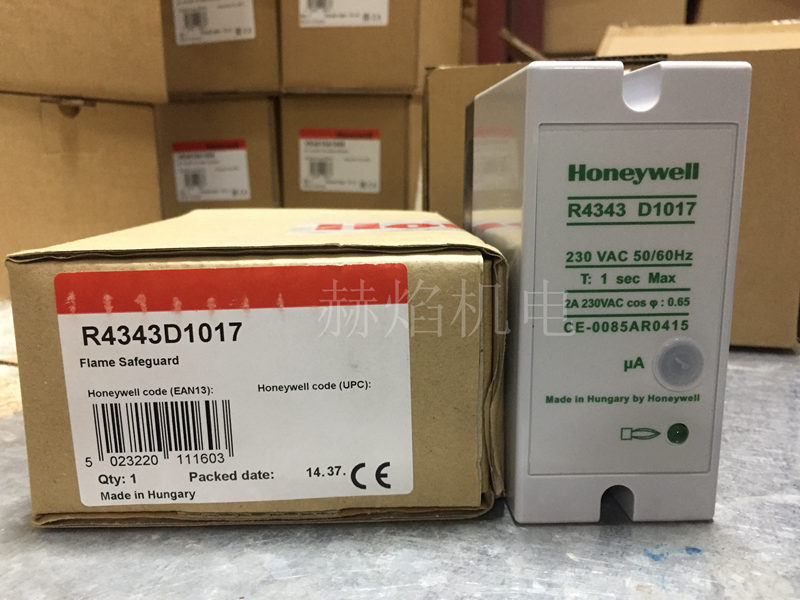 R4343D1017
Flame Safeguard
Honeywell code (EAN13):
Honeywell code (UPC):
5 023220 111603
Qty: 1
Packed date:
14.37.
CE
Made in Hungary
赫焰机电
Honeywell
R4343 D1017
230 VAC 50/60Hz
T: 1 sec Max
2A 230VAC cos φ : 0.65
CE-0085AR0415
µA
Made in Hungary by Honeywell